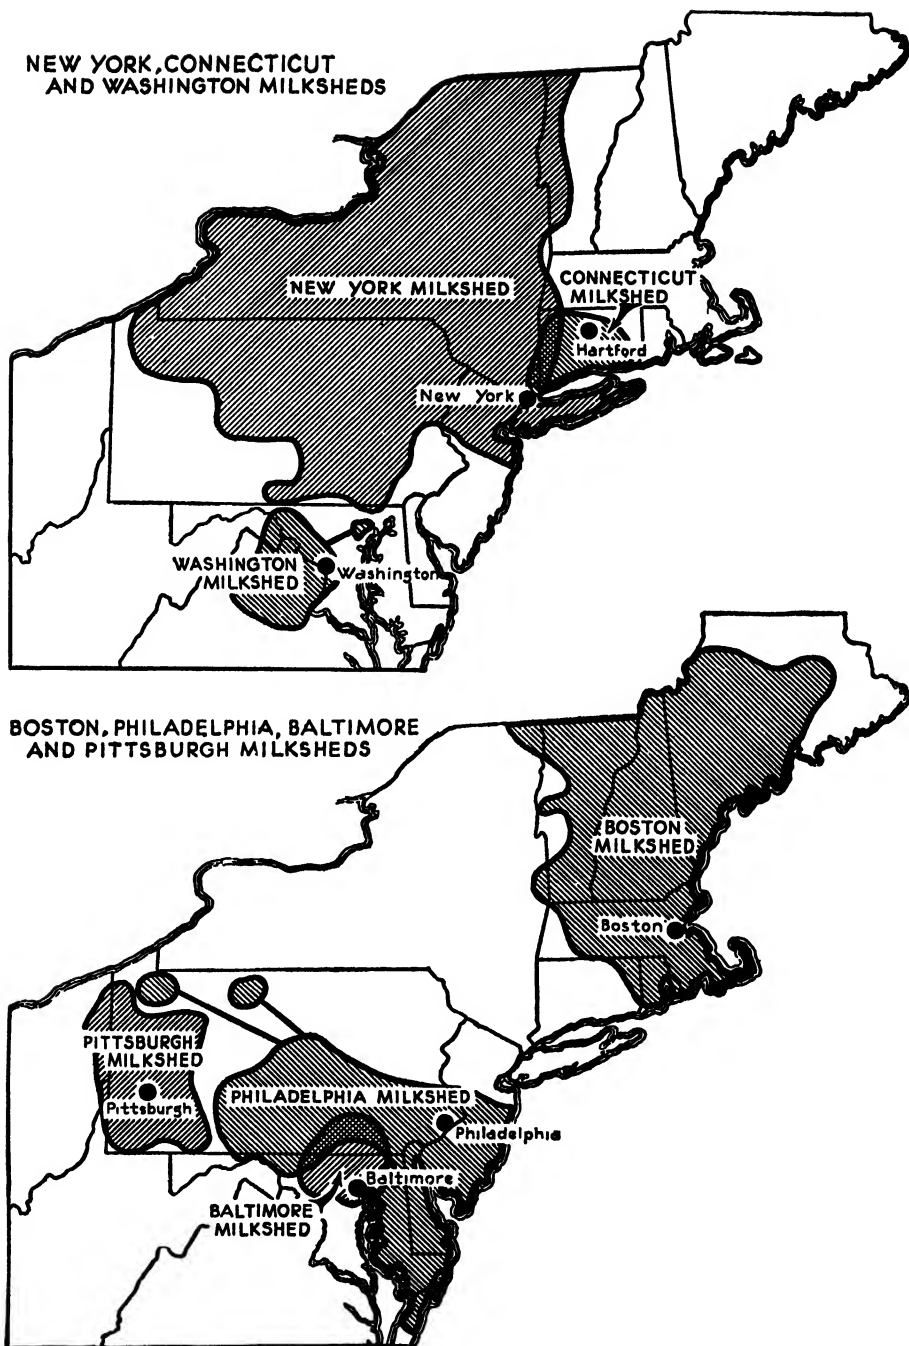 NEW YORK, CONNECTICUT
AND WASHINGTON MILKSHEDS
NEW YORK MILKSHED
CONNECTICUT
MILKSHED
Hartford
New York
WASHINGTON
MILKSHED
Washington
BOSTON, PHILADELPHIA, BALTIMORE
AND PITTSBURGH MILKSHEDS
BOSTON
MILKSHED
Boston
PITTSBURGH
MILKSHED
Pittsburgh
PHILADELPHIA MILKSHED
Philadelphia
Baltimore
BALTIMORE
MILKSHED